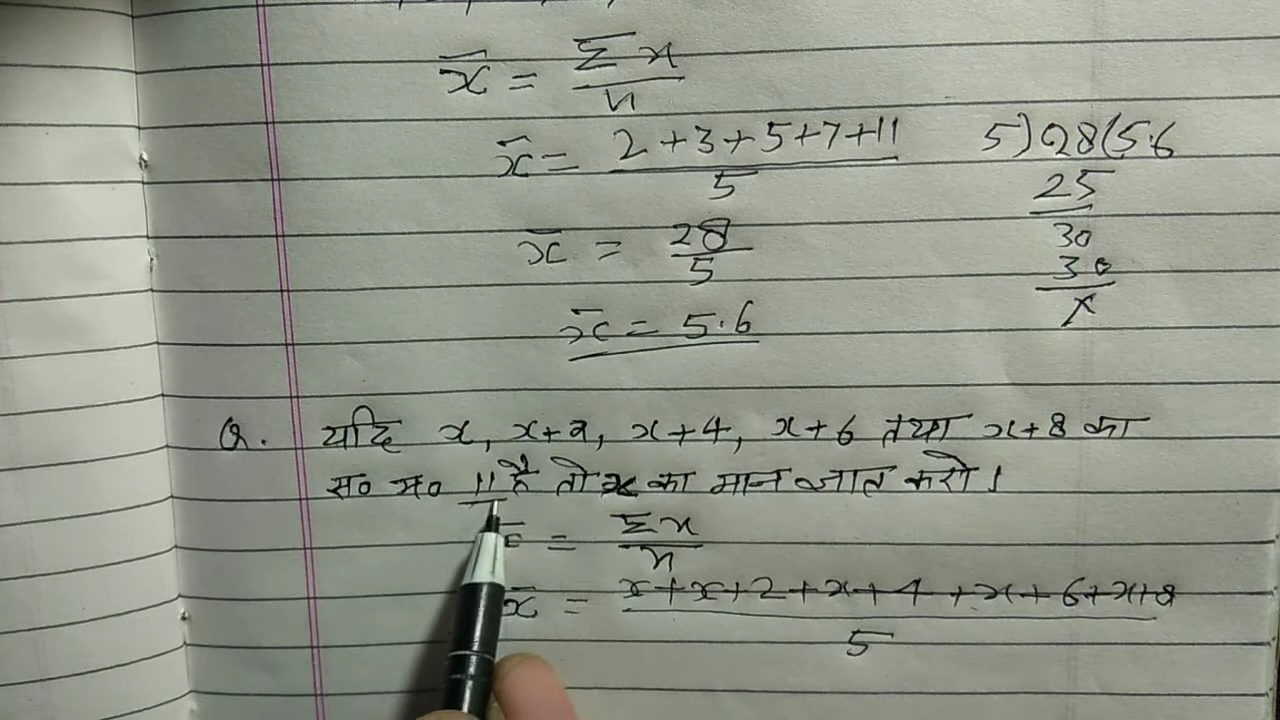 x̄ = Σx/n
x̄ = 2+3+5+7+11/5
5)28(5.6
25
30
30
x
x̄ = 28/5
x̄ = 5.6
Q. यदि x, x+2, x+4, x+6 तथा x+8 का
स० म० 11 है तो x का मान ज्ञात करो।
= Σx/n
x̄ = x+x+2+x+4+x+6+x+8/5